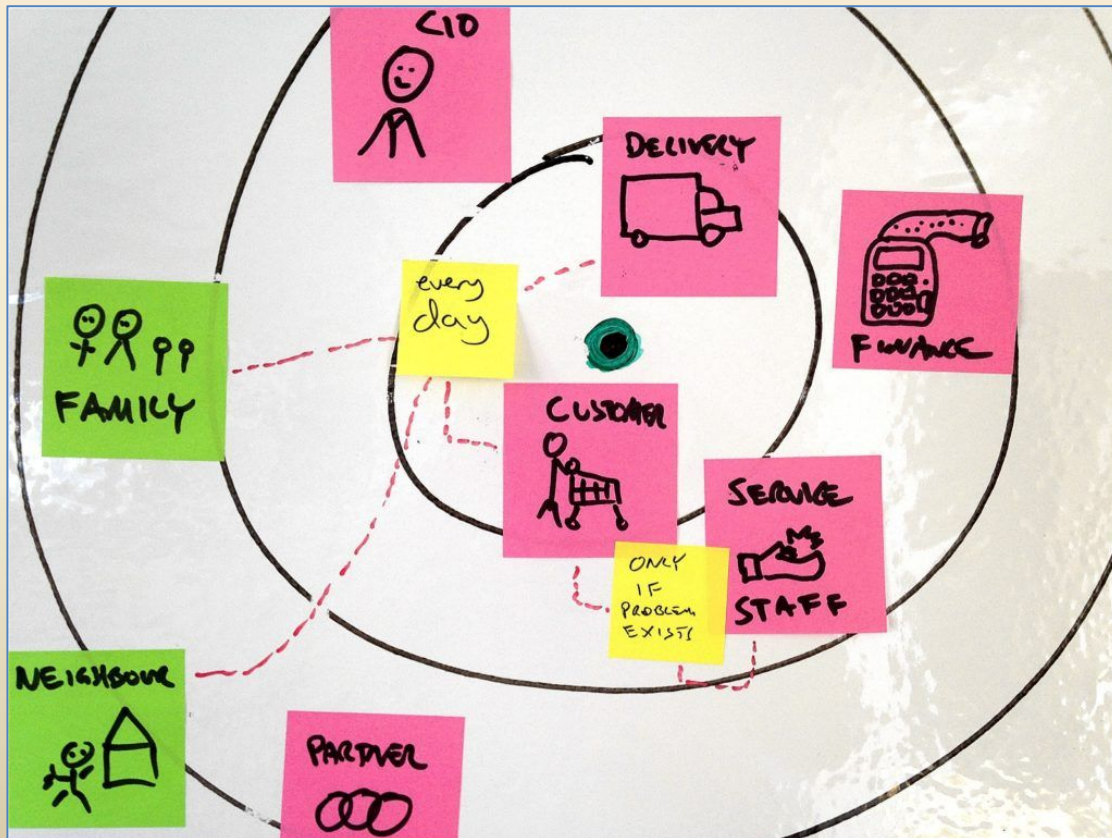 CIO
DELIVERY
FINANCE
every
day
FAMILY
CUSTOMER
SERVICE
STAFF
ONLY
IF
PROBLEM
EXISTS
NEIGHBOUR
PARTNER